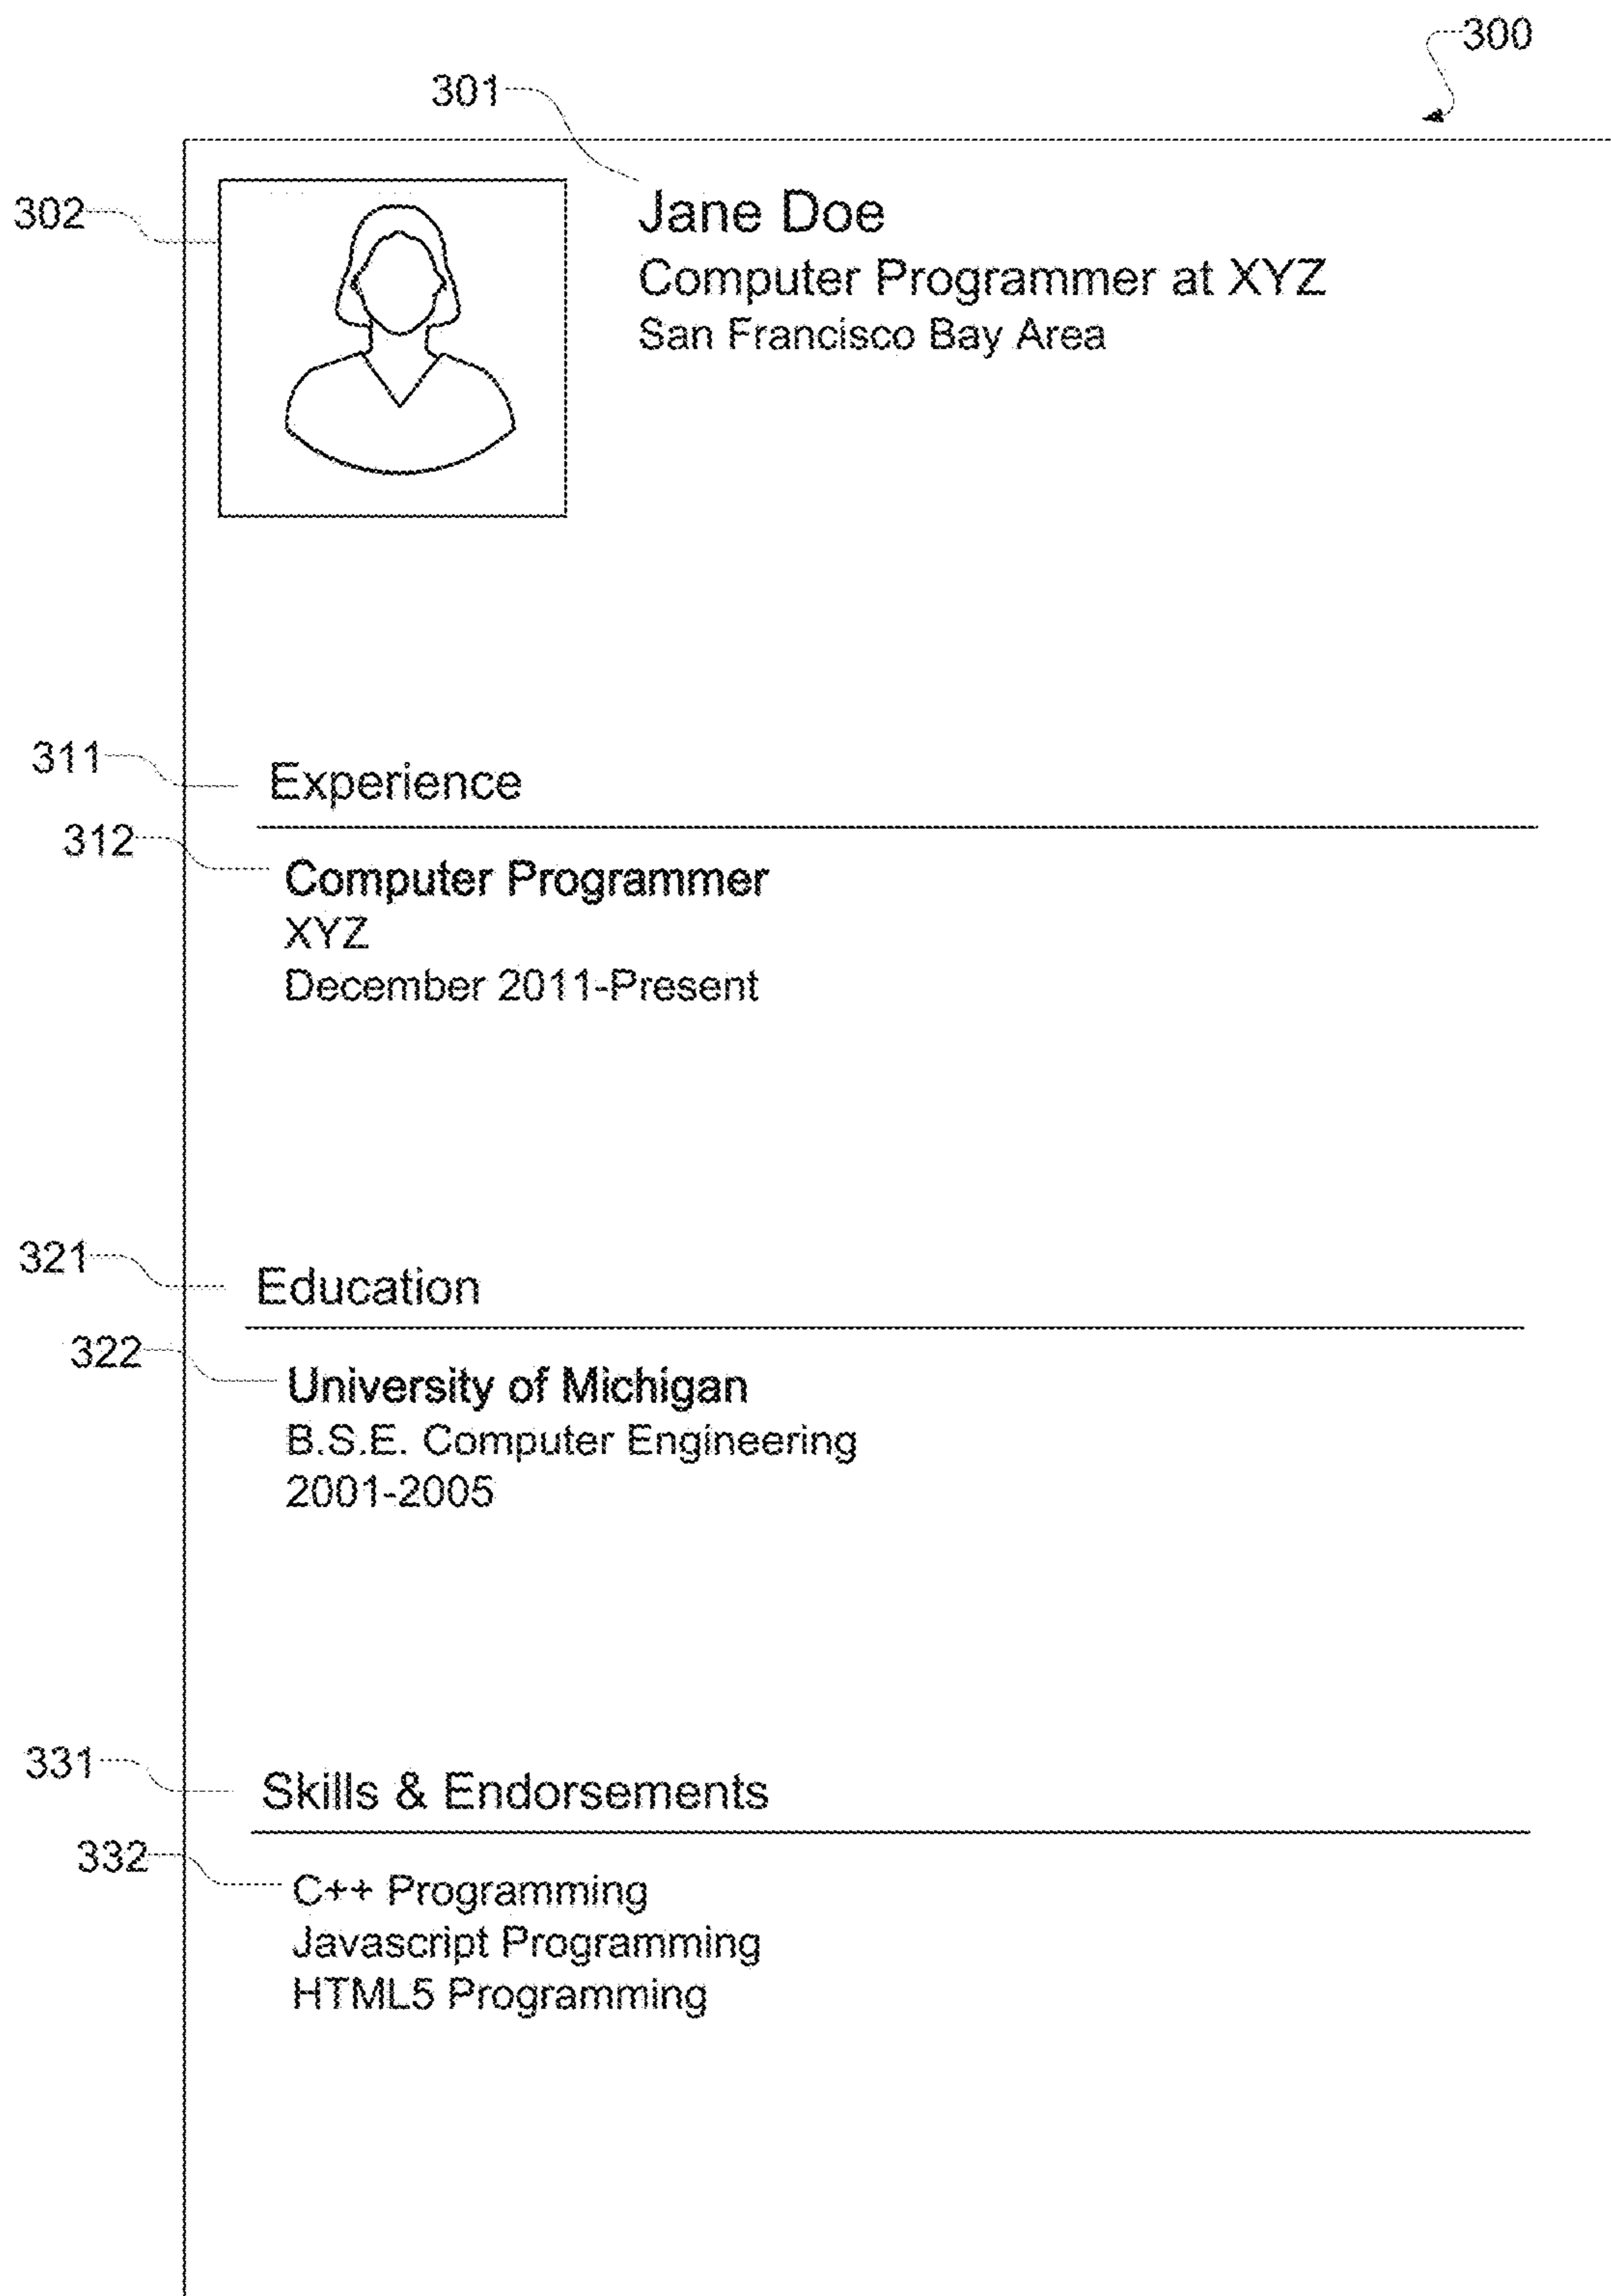 300
301
302
Jane Doe
Computer Programmer at XYZ
San Francisco Bay Area
311
Experience
312
Computer Programmer
XYZ
December 2011-Present
321
Education
322
University of Michigan
B.S.E. Computer Engineering
2001-2005
331
Skills & Endorsements
332
C++ Programming
Javascript Programming
HTML5 Programming